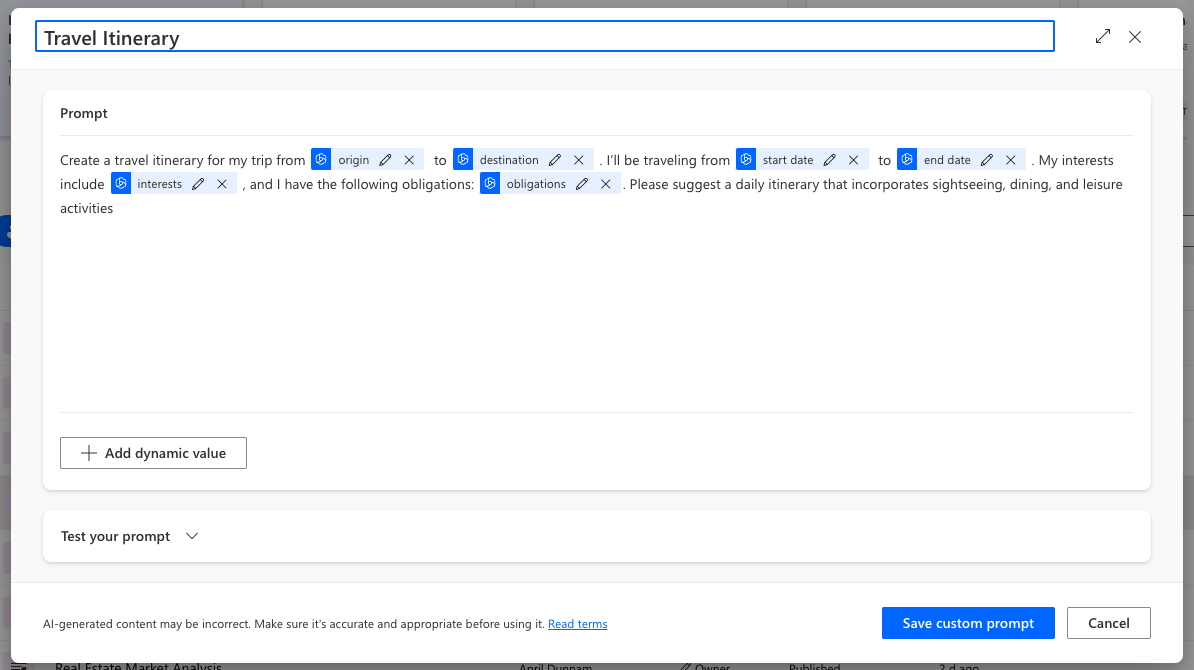 Travel Itinerary
Prompt
Create a travel itinerary for my trip from origin to destination . I'll be traveling from start date to end date . My interests
include interests , and I have the following obligations: obligations . Please suggest a daily itinerary that incorporates sightseeing, dining, and leisure
activities
Add dynamic value
Test your prompt
AI-generated content may be incorrect. Make sure it's accurate and appropriate before using it. Read terms
Save custom prompt
Cancel
Real Estate Market Analysis April Dunnam Owner Published 2 d ago